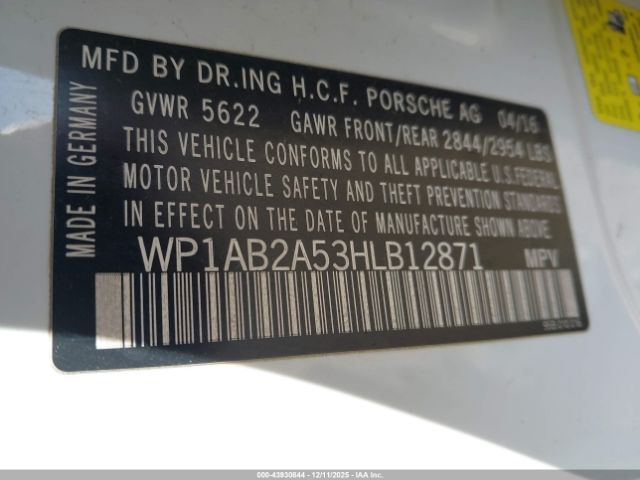 MFD BY DR.ING H.C.F. PORSCHE AG 04/16
GVWR 5622 GAWR FRONT/REAR 2844/2954 LBS
THIS VEHICLE CONFORMS TO ALL APPLICABLE U.S.FEDERAL
MOTOR VEHICLE SAFETY AND THEFT PREVENTION STANDARDS
IN EFFECT ON THE DATE OF MANUFACTURE SHOWN ABOVE
WP1AB2A53HLB12871 MPV
MADE IN GERMANY
000-43930844 - 12/11/2025 - IAA Inc.